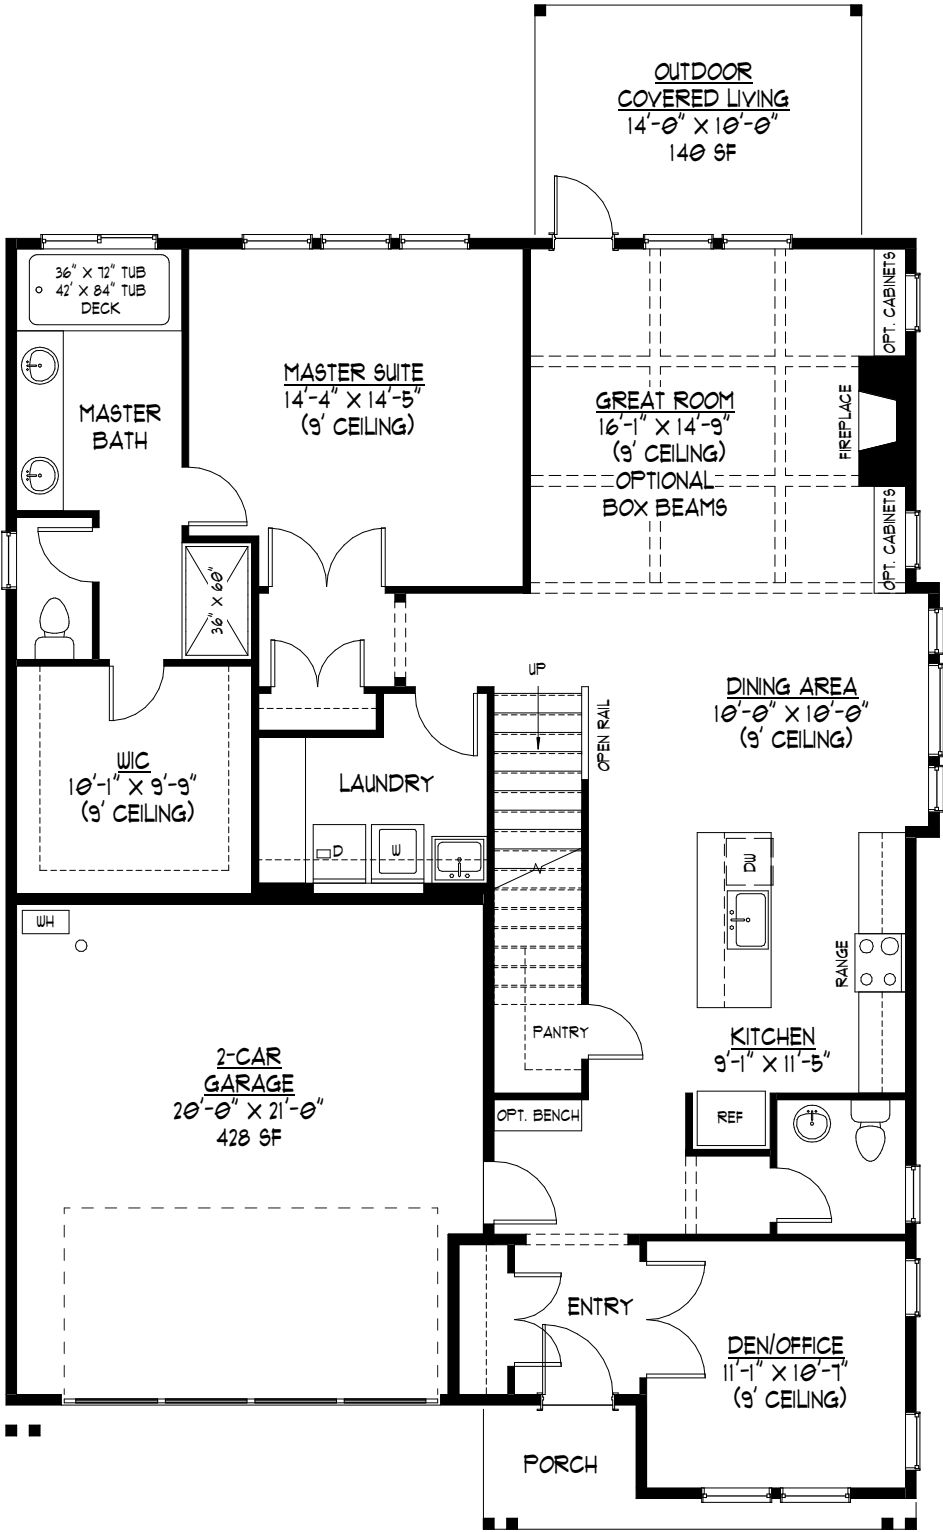 OUTDOOR
COVERED LIVING
14'-0" X 10'-0"
140 SF
36" X 72" TUB
42' X 84" TUB
DECK
MASTER
BATH
MASTER SUITE
14'-4" X 14'-5"
(9' CEILING)
GREAT ROOM
16'-1" X 14'-9"
(9' CEILING)
OPTIONAL
BOX BEAMS
OPT. CABINETS
FIREPLACE
OPT. CABINETS
36" X 60"
UP
OPEN RAIL
DINING AREA
10'-0" X 10'-0"
(9' CEILING)
WIC
10'-1" X 9'-9"
(9' CEILING)
LAUNDRY
D
W
DW
WH
RANGE
PANTRY
KITCHEN
9'-1" X 11'-5"
2-CAR
GARAGE
20'-0" X 21'-0"
428 SF
OPT. BENCH
REF
ENTRY
DEN/OFFICE
11'-1" X 10'-7"
(9' CEILING)
PORCH